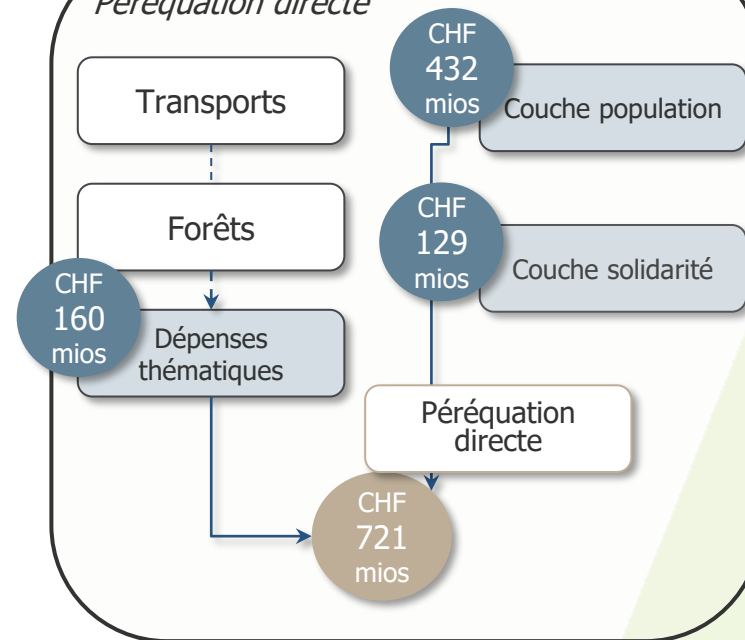 Péréquation directe
Transports
Forêts
CHF
160
mios
Dépenses
thématiques
CHF
432
mios
Couche population
CHF
129
mios
Couche solidarité
Péréquation
directe
CHF
721
mios